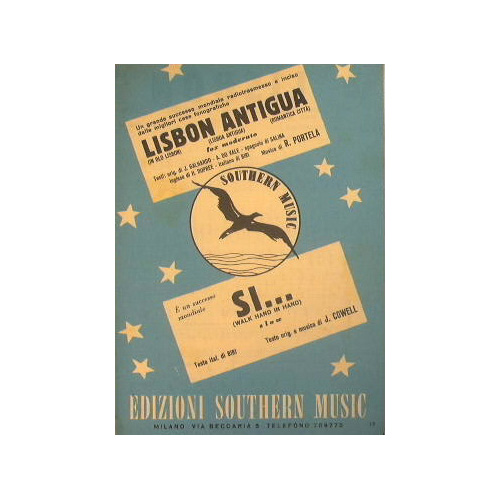 Un grande successo mondiale radiotrasmesso e inciso
dalle migliori case fonografiche
LISBON ANTIGUA
(IN OLD LISBON) (LISBOA ANTIGUA) (ROMANTICA CITTÀ)
fox moderato
Testi: orig. di J. GALHARDO - A. DO VALE - spagnolo di SALINA
inglese di H. DUPREE - italiano di BIRI
Musica di R. PORTELA
SOUTHERN MUSIC
È un successo
mondiale
SI...
(WALK HAND IN HAND)
slow
Testo ital. di BIRI
Testo orig. e musica di J. COWELL
EDIZIONI SOUTHERN MUSIC
MILANO VIA BECCARIA 5 TELEFONO